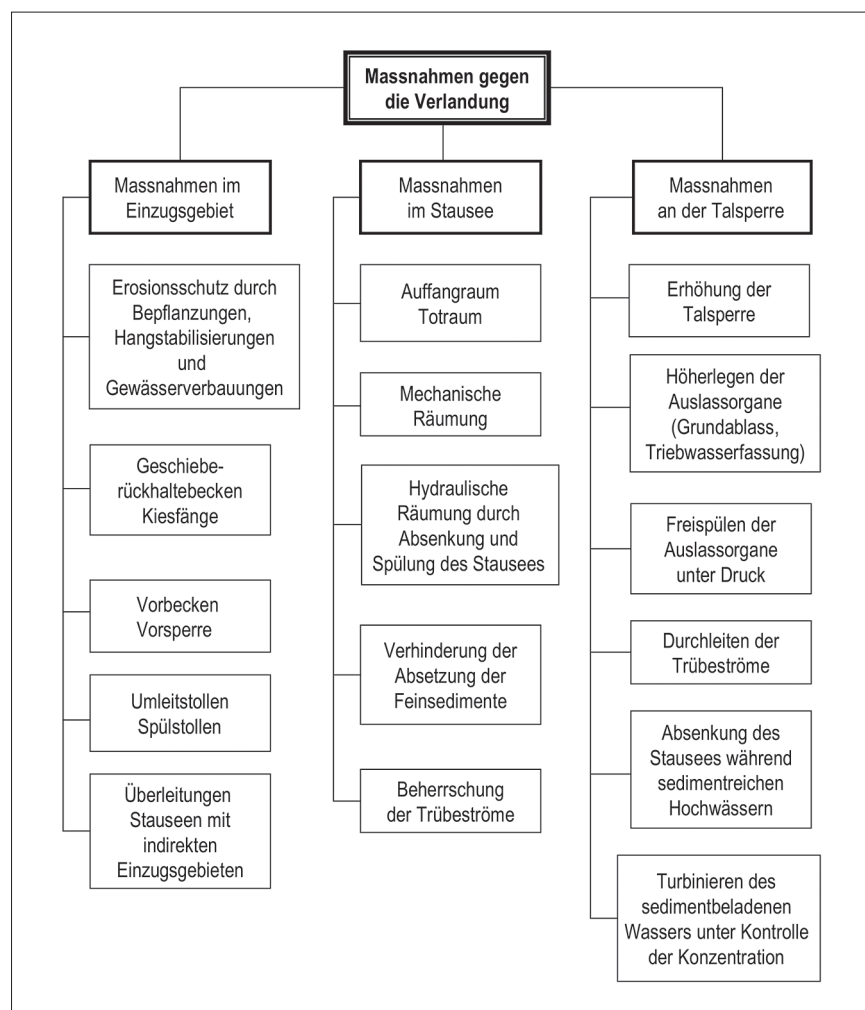 Massnahmen gegen
die Verlandung
Massnahmen im
Einzugsgebiet
Erosionsschutz durch
Bepflanzungen,
Hangstabilisierungen
und
Gewässerverbauungen
Geschiebe-
rückhaltebecken
Kiesfänge
Vorbecken
Vorsperre
Umleitstollen
Spülstollen
Überleitungen
Stauseen mit
indirekten
Einzugsgebieten
Massnahmen
im Stausee
Auffangraum
Totraum
Mechanische
Räumung
Hydraulische
Räumung durch
Absenkung und
Spülung des Stausees
Verhinderung der
Absetzung der
Feinsedimente
Beherrschung
der Trübeströme
Massnahmen
an der Talsperre
Erhöhung der
Talsperre
Höherlegen der
Auslassorgane
(Grundablass,
Triebwasserfassung)
Freispülen der
Auslassorgane
unter Druck
Durchleiten der
Trübeströme
Absenkung des
Stausees während
sedimentreichen
Hochwässern
Turbinieren des
sedimentbeladenen
Wassers unter Kontrolle
der Konzentration